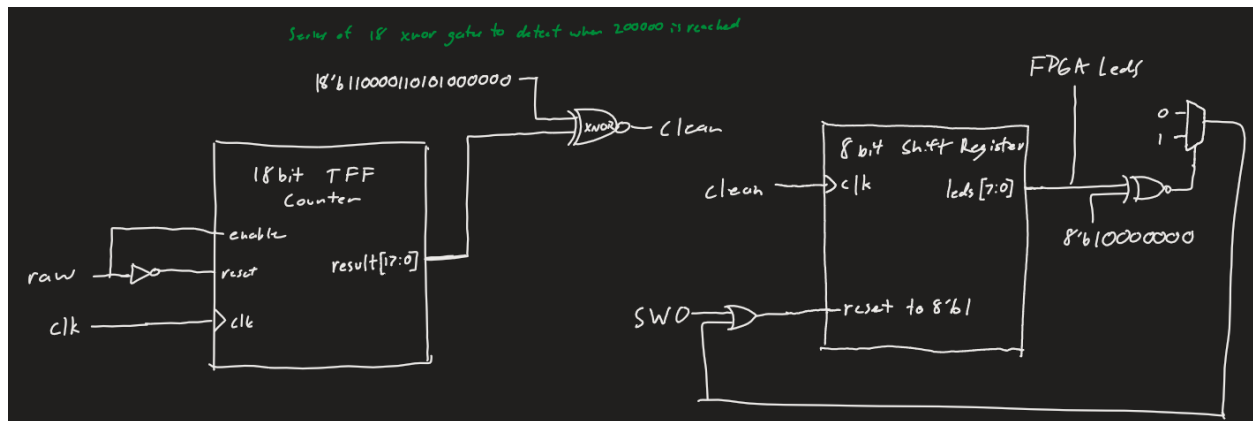 Series of 18 xnor gates to detect when 200000 is reached
18'b110000110101000000
XNOR
clean
18 bit TFF
Counter
enable
raw
reset
result[17:0]
clk
clk
FPGA Leds
0
1
8 bit Shift Register
clean
clk
leds[7:0]
8'b10000000
SW0
reset to 8'b1